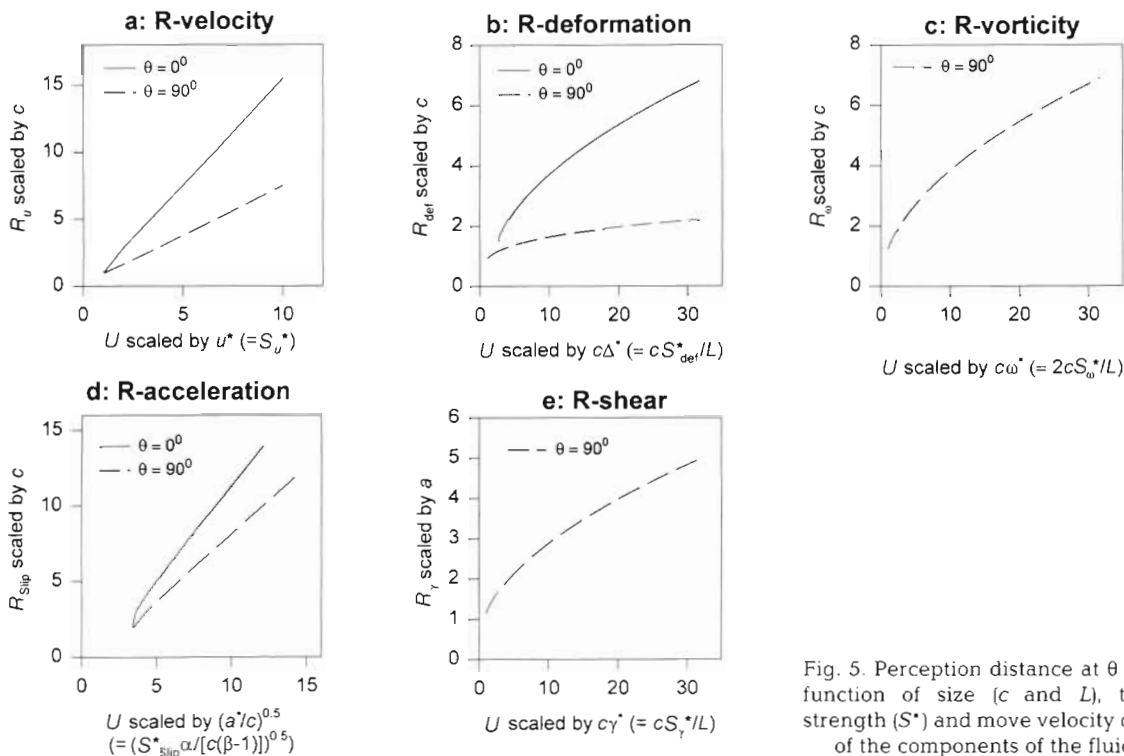 a: R-velocity
θ = 0⁰
θ = 90⁰
15
10
5
0
R_u scaled by c
0
5
10
U scaled by u* (=S_u*)
b: R-deformation
θ = 0⁰
θ = 90⁰
8
6
4
2
0
R_def scaled by c
0
10
20
30
U scaled by cΔ* (= cS*_def/L)
c: R-vorticity
θ = 90⁰
8
6
4
2
0
R_ω scaled by c
0
10
20
30
U scaled by cω* (= 2cS_ω*/L)
d: R-acceleration
θ = 0⁰
θ = 90⁰
15
10
5
0
R_Slip scaled by c
0
5
10
15
U scaled by (a*/c)^0.5
(= (S*_Slip α/[c(β-1)])^0.5)
e: R-shear
θ = 90⁰
6
5
4
3
2
1
0
R_γ scaled by a
0
10
20
30
U scaled by cγ* (= cS_γ*/L)
Fig. 5. Perception distance at θ
function of size (c and L), t
strength (S*) and move velocity
of the components of the fluid